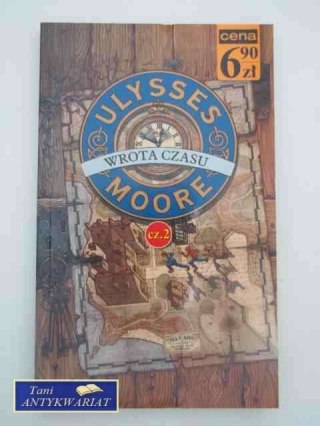 cena
6 90
zł
ULYSSES
WROTA CZASU
MOORE
cz.2
Tani
ANTYKWARIAT